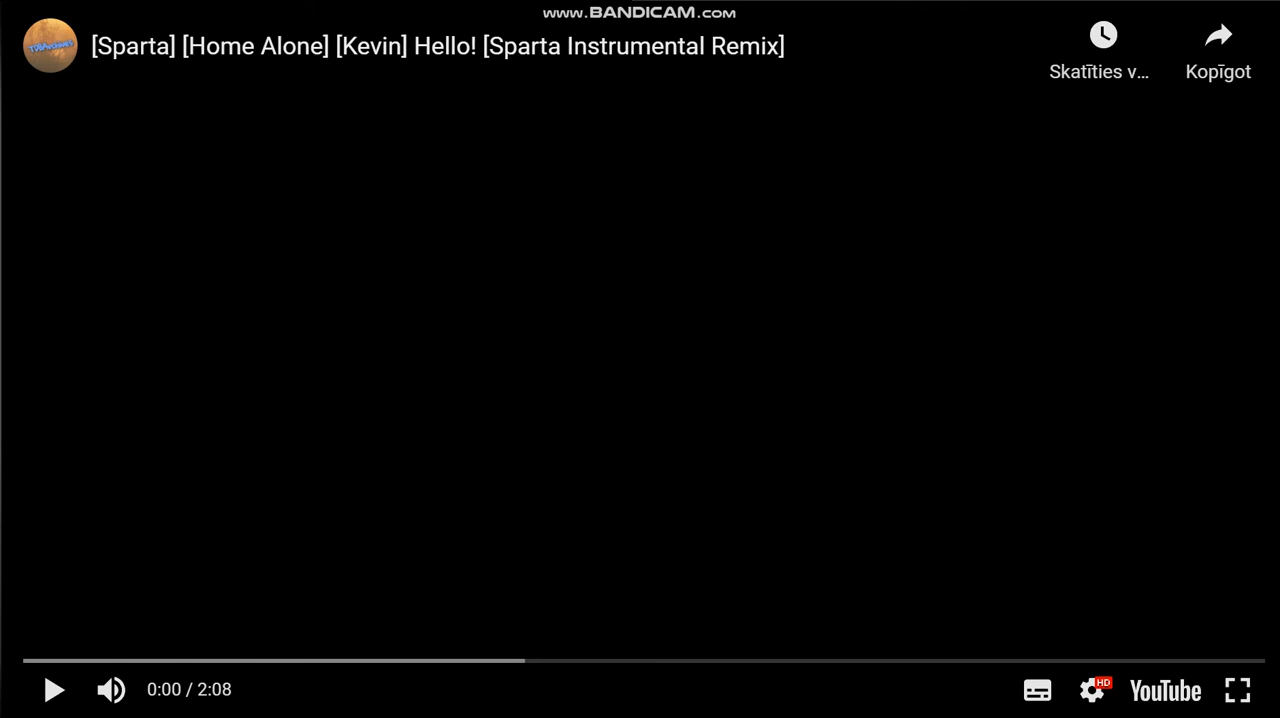 www.BANDICAM.com
[Sparta] [Home Alone] [Kevin] Hello! [Sparta Instrumental Remix]
Skatīties v...
Kopīgot
0:00 / 2:08
HD
YouTube